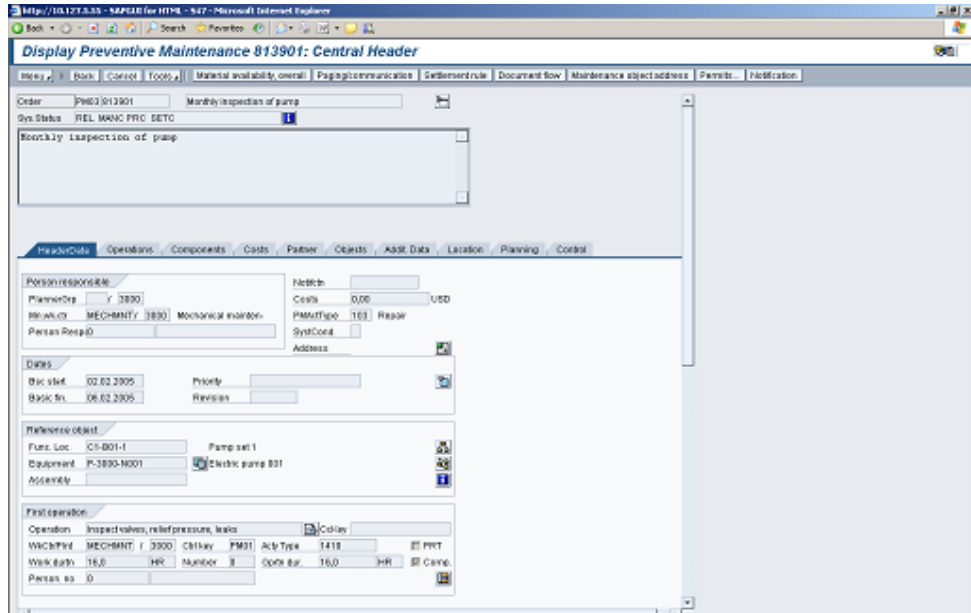 http://10.127.3.35 - SAPGUI for HTML - S47 - Microsoft Internet Explorer
Back Search Favorites
Display Preventive Maintenance 813901: Central Header
Menu Back Cancel Tools Material availability, overall Paging/communication Settlement rule Document flow Maintenance object address Permits... Notification
Order PM03 813901 Monthly inspection of pump
Sys.Status REL MANC PRC SETC
Monthly inspection of pump
HeaderData Operations Components Costs Partner Objects Addit. Data Location Planning Control
Person responsible
PlannerGrp / 3000
Mn.wk.ctr MECHMNT / 3000 Mechanical mainten-
Person Resp 0
Notifctn
Costs 0,00 USD
PMActType 103 Repair
SystCond.
Address
Dates
Bsc start 02.02.2005 Priority
Basic fin. 06.02.2005 Revision
Reference object
Func. Loc. C1-B01-1 Pump set 1
Equipment P-3000-N001 Electric pump 001
Assembly
First operation
Operation Inspect valves, relief pressure, leaks CcKey
WkCtr/Plnt MECHMNT / 3000 Ctrl key PM01 Acty Type 1410 PRT
Work durtn 16,0 HR Number Oprtn dur. 16,0 HR Comp.
Person. no 0